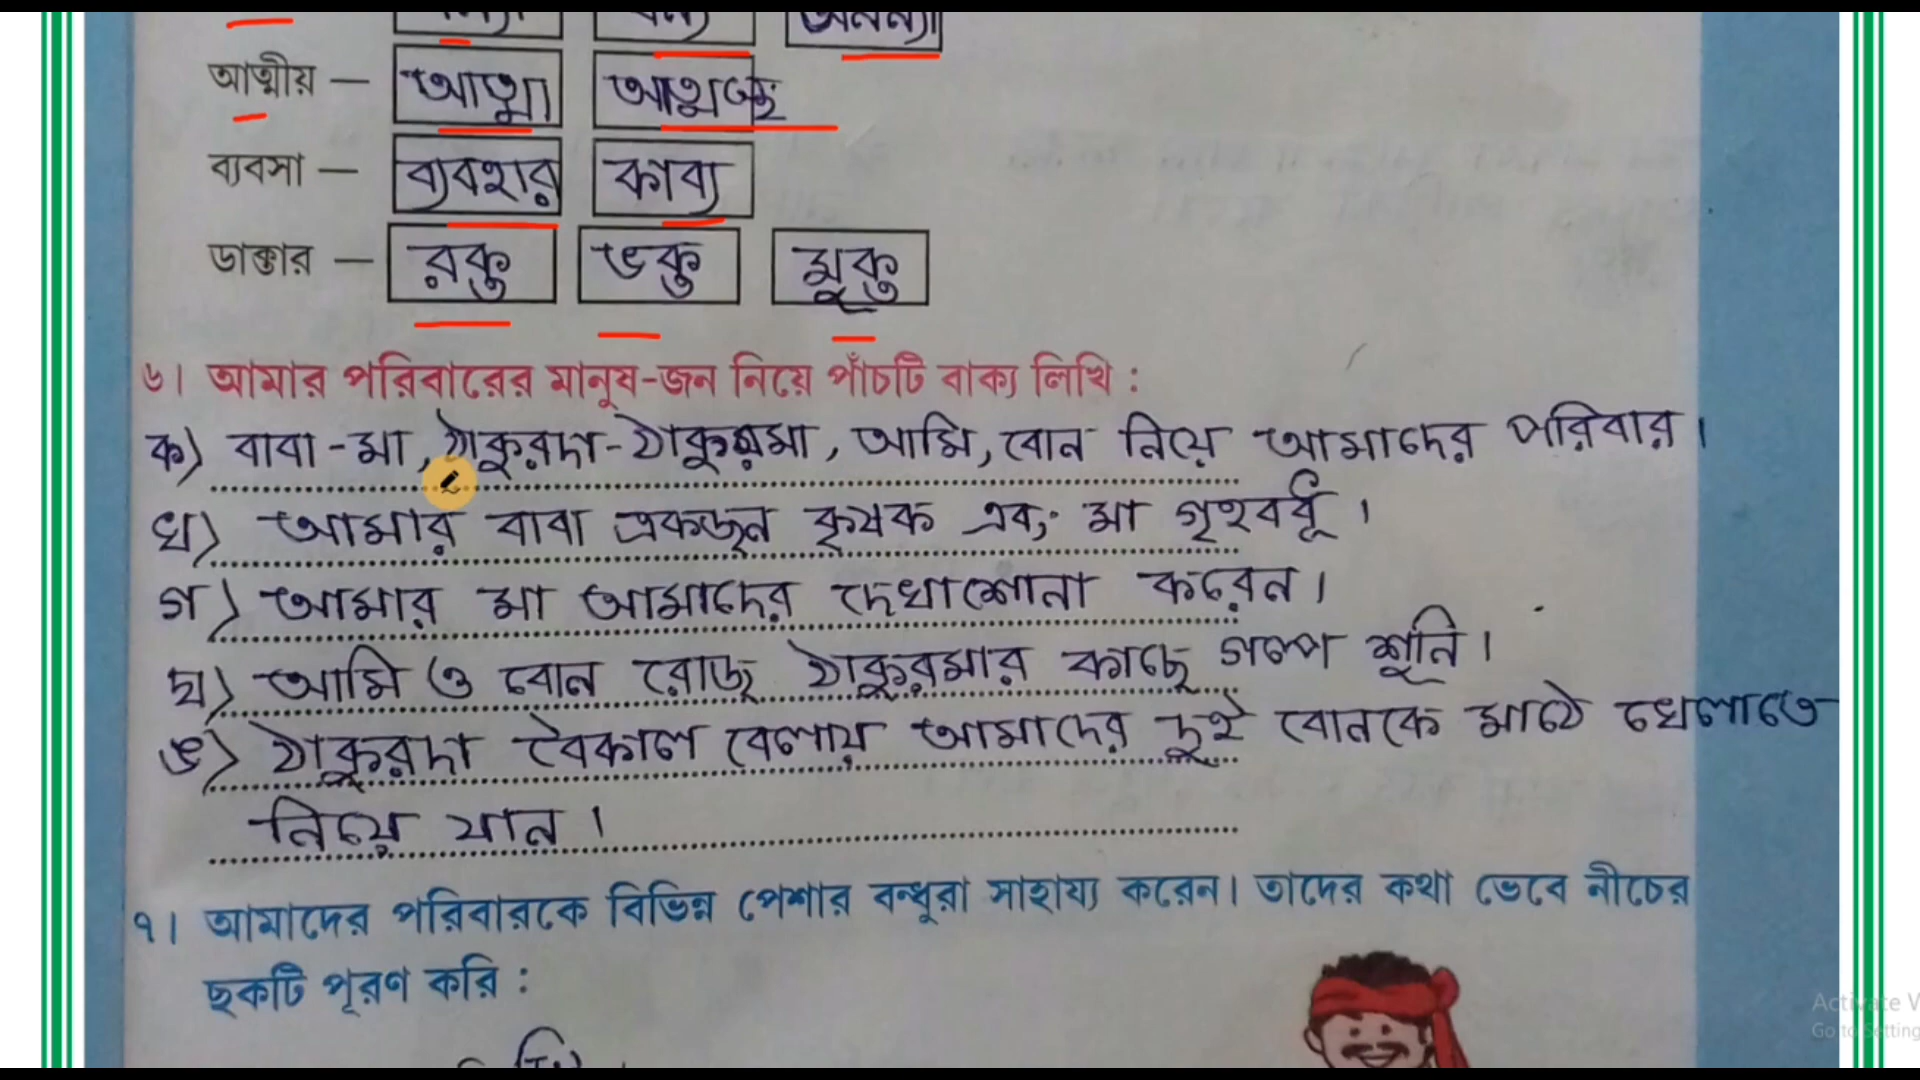 অনন্যা
আত্মীয় — আত্মা আত্মজ
ব্যবসা — ব্যবহার কাব্য
ডাক্তার — রক্ত ভক্ত মুক্ত
৬। আমার পরিবারের মানুষ-জন নিয়ে পাঁচটি বাক্য লিখি :
ক) বাবা-মা, ঠাকুরদা-ঠাকুরমা, আমি, বোন নিয়ে আমাদের পরিবার।
খ) আমার বাবা একজন কৃষক এবং মা গৃহবধূ।
গ) আমার মা আমাদের দেখাশোনা করেন।
ঘ) আমি ও বোন রোজ ঠাকুরমার কাছে গল্প শুনি।
ঙ) ঠাকুরদা বৈকাল বেলায় আমাদের দুই বোনকে মাঠে খেলাতে
নিয়ে যান।
৭। আমাদের পরিবারকে বিভিন্ন পেশার বন্ধুরা সাহায্য করেন। তাদের কথা ভেবে নীচের
ছকটি পূরণ করি :